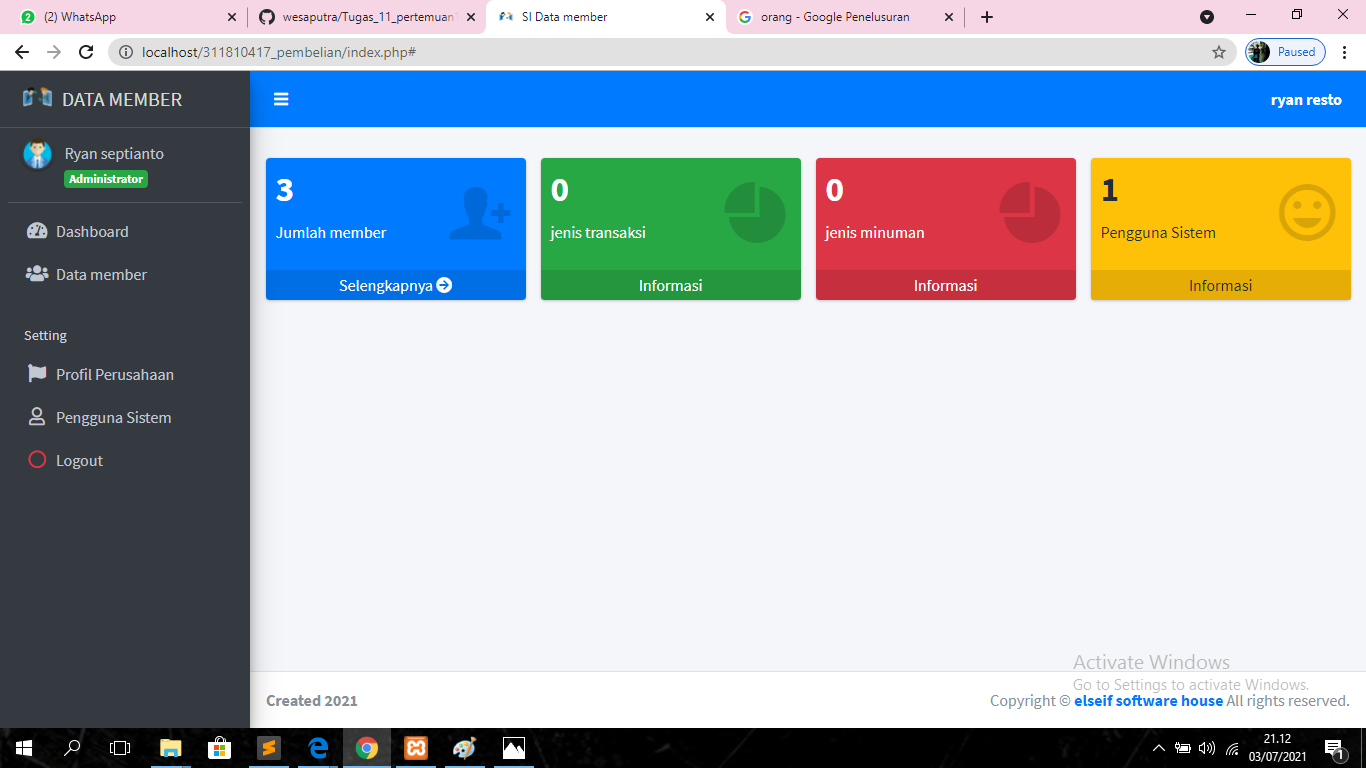 (2) WhatsApp
wesaputra/Tugas_11_pertemuan
SI Data member
orang - Google Penelusuran
localhost/311810417_pembelian/index.php#
Paused
DATA MEMBER
ryan resto
Ryan septianto
Administrator
Dashboard
Data member
Setting
Profil Perusahaan
Pengguna Sistem
Logout
3
Jumlah member
Selengkapnya
0
jenis transaksi
Informasi
0
jenis minuman
Informasi
1
Pengguna Sistem
Informasi
Activate Windows
Go to Settings to activate Windows.
Created 2021
Copyright © elseif software house All rights reserved.
21.12
03/07/2021
1